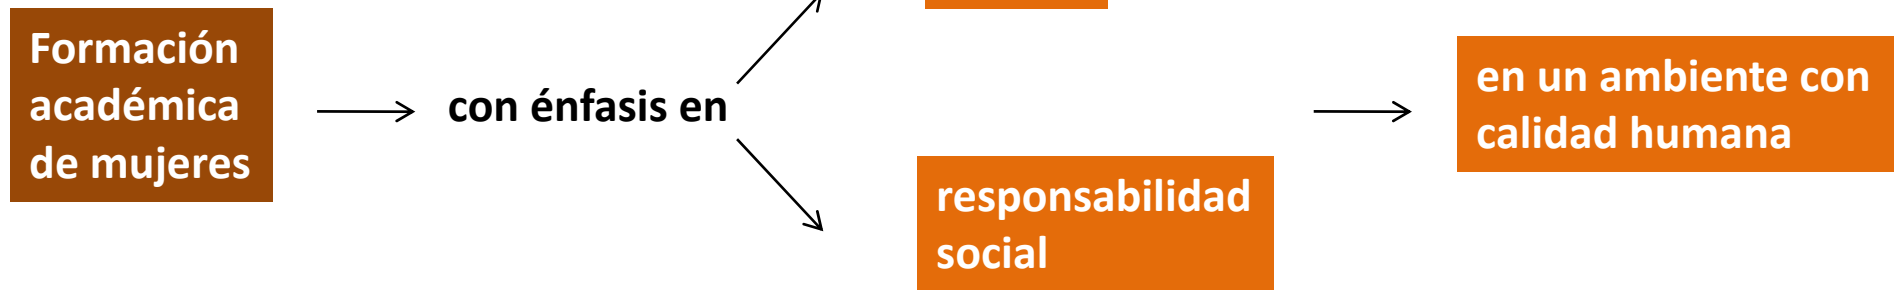 Formación
académica
de mujeres
con énfasis en
responsabilidad
social
en un ambiente con
calidad humana